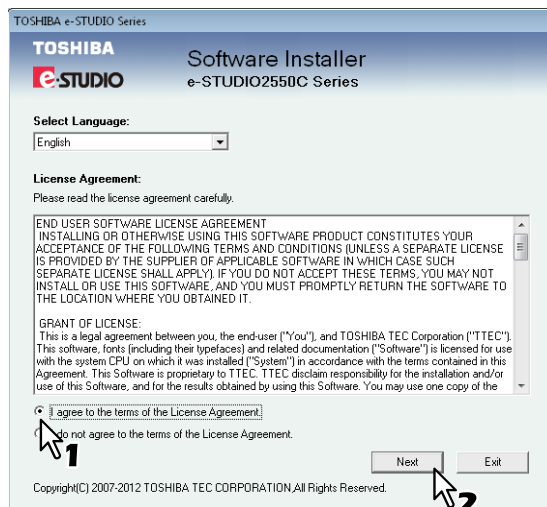 TOSHIBA e-STUDIO Series
TOSHIBA
e-STUDIO
Software Installer
e-STUDIO2550C Series
Select Language:
English
License Agreement:
Please read the license agreement carefully.
END USER SOFTWARE LICENSE AGREEMENT
INSTALLING OR OTHERWISE USING THIS SOFTWARE PRODUCT CONSTITUTES YOUR
ACCEPTANCE OF THE FOLLOWING TERMS AND CONDITIONS (UNLESS A SEPARATE LICENSE
IS PROVIDED BY THE SUPPLIER OF APPLICABLE SOFTWARE IN WHICH CASE SUCH
SEPARATE LICENSE SHALL APPLY). IF YOU DO NOT ACCEPT THESE TERMS, YOU MAY NOT
INSTALL OR USE THIS SOFTWARE, AND YOU MUST PROMPTLY RETURN THE SOFTWARE TO
THE LOCATION WHERE YOU OBTAINED IT.
GRANT OF LICENSE:
This is a legal agreement between you, the end-user ("You"), and TOSHIBA TEC Corporation ("TTEC").
This software, fonts (including their typefaces) and related documentation ("Software") is licensed for use
with the system CPU on which it was installed ("System") in accordance with the terms contained in this
Agreement. This Software is proprietary to TTEC. TTEC disclaim responsibility for the installation and/or
use of this Software, and for the results obtained by using this Software. You may use one copy of the
I agree to the terms of the License Agreement.
do not agree to the terms of the License Agreement.
1
Next
Exit
2
Copyright(C) 2007-2012 TOSHIBA TEC CORPORATION,All Rights Reserved.